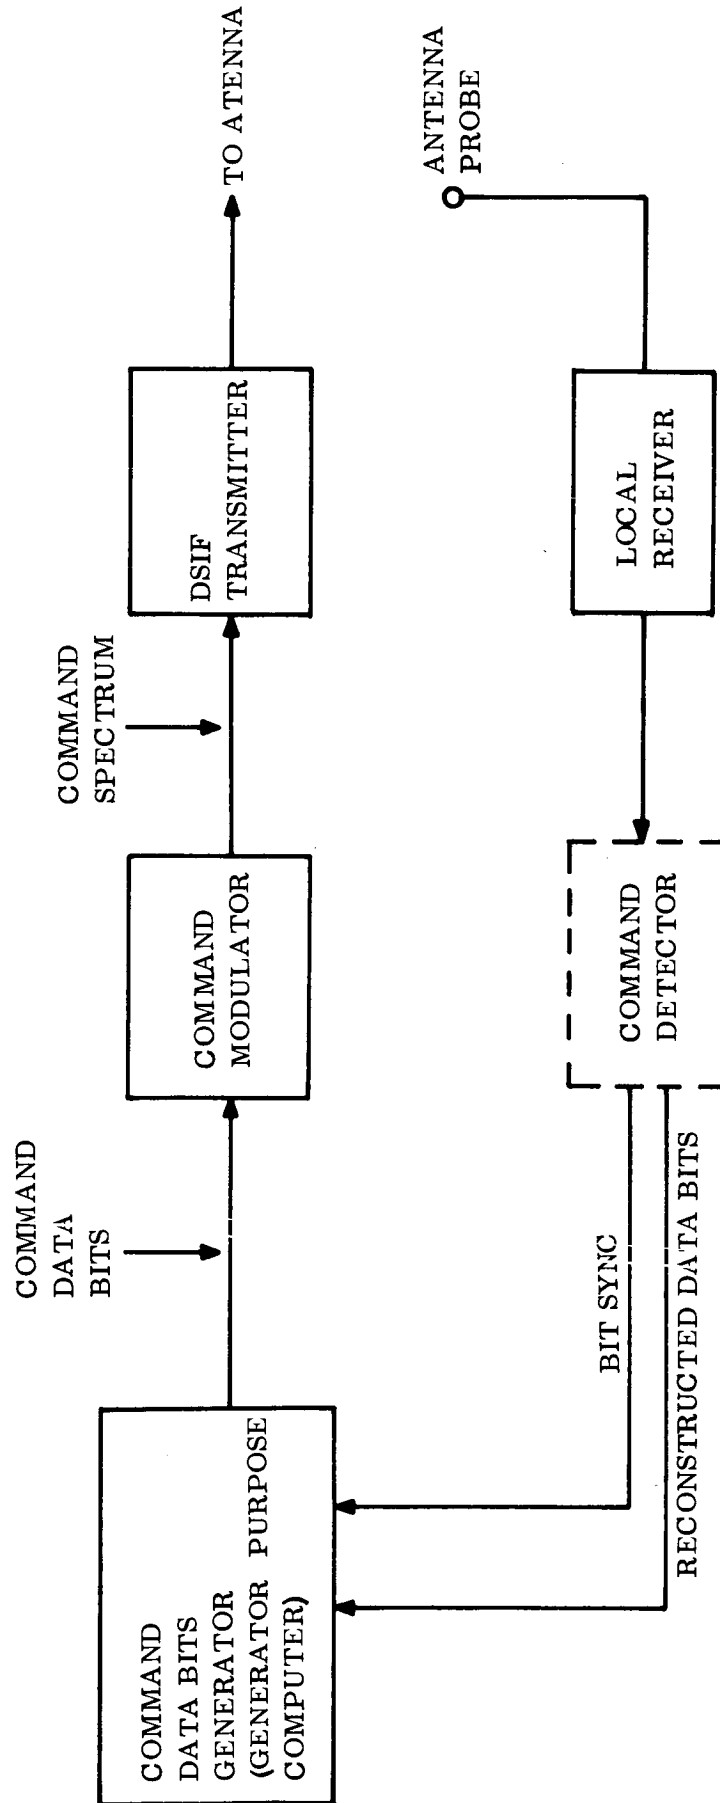 COMMAND
DATA BITS
GENERATOR
(GENERATOR PURPOSE
COMPUTER)
COMMAND
DATA
BITS
COMMAND
MODULATOR
COMMAND
SPECTRUM
DSIF
TRANSMITTER
TO ATENNA
ANTENNA
PROBE
LOCAL
RECEIVER
COMMAND
DETECTOR
BIT SYNC
RECONSTRUCTED DATA BITS